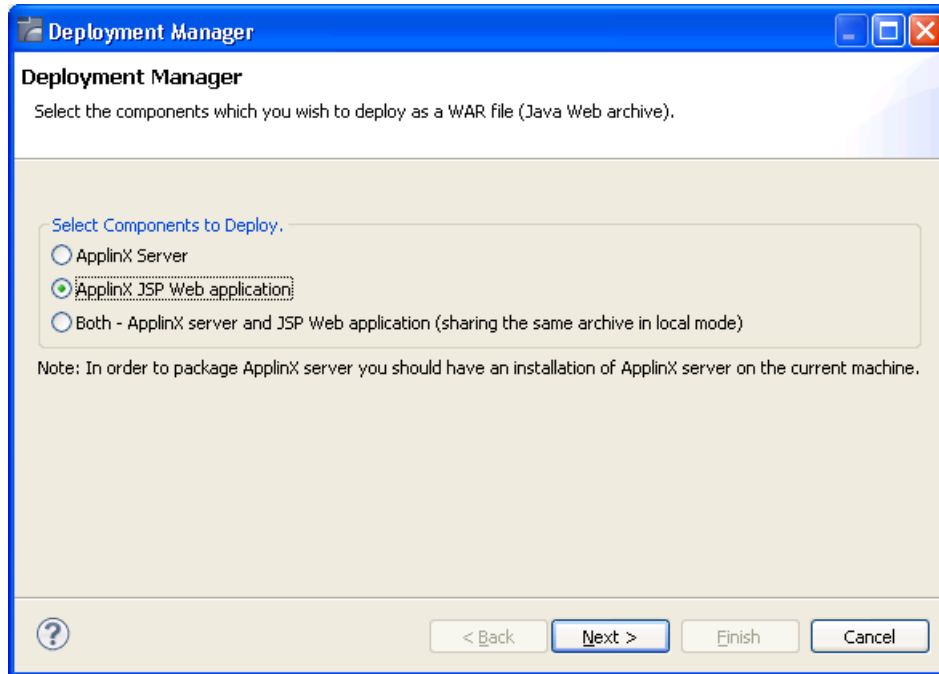 Deployment Manager
Deployment Manager
Select the components which you wish to deploy as a WAR file (Java Web archive).
Select Components to Deploy.
ApplinX Server
ApplinX JSP Web application
Both - ApplinX server and JSP Web application (sharing the same archive in local mode)
Note: In order to package ApplinX server you should have an installation of ApplinX server on the current machine.
? < Back Next > Finish Cancel